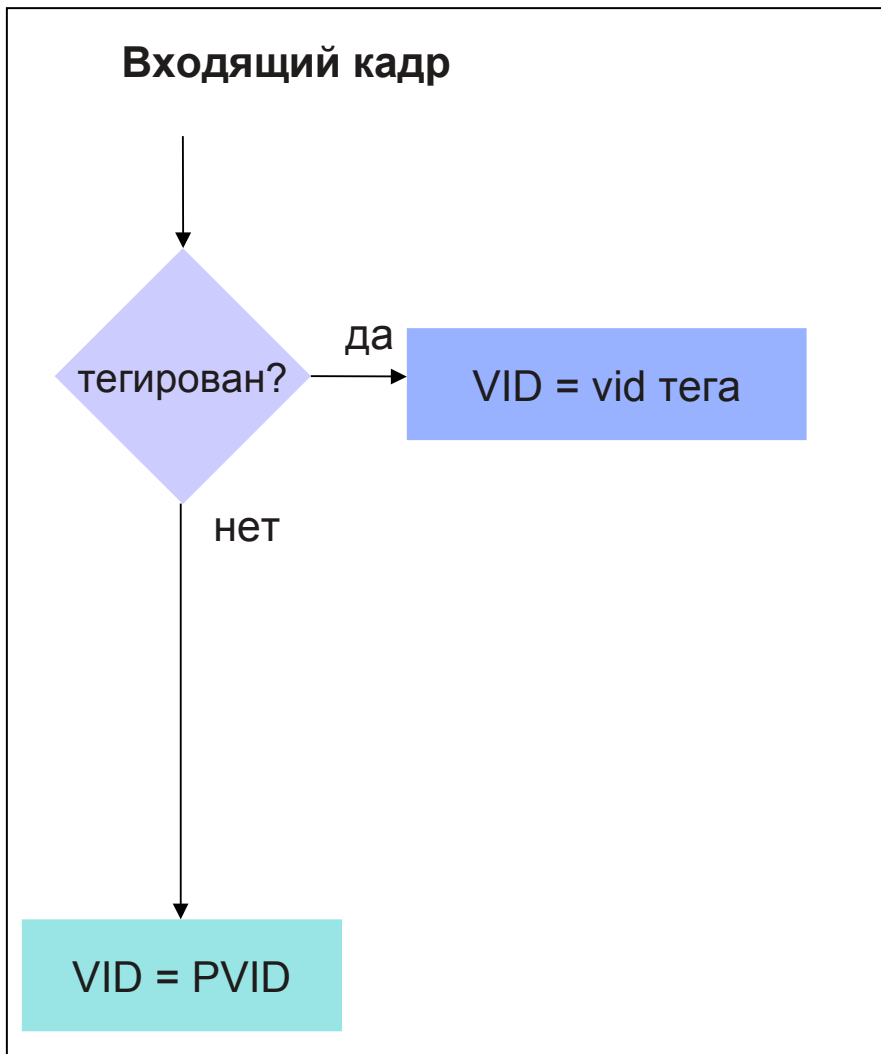 Входящий кадр
тегирован?
да
VID = vid тега
нет
VID = PVID